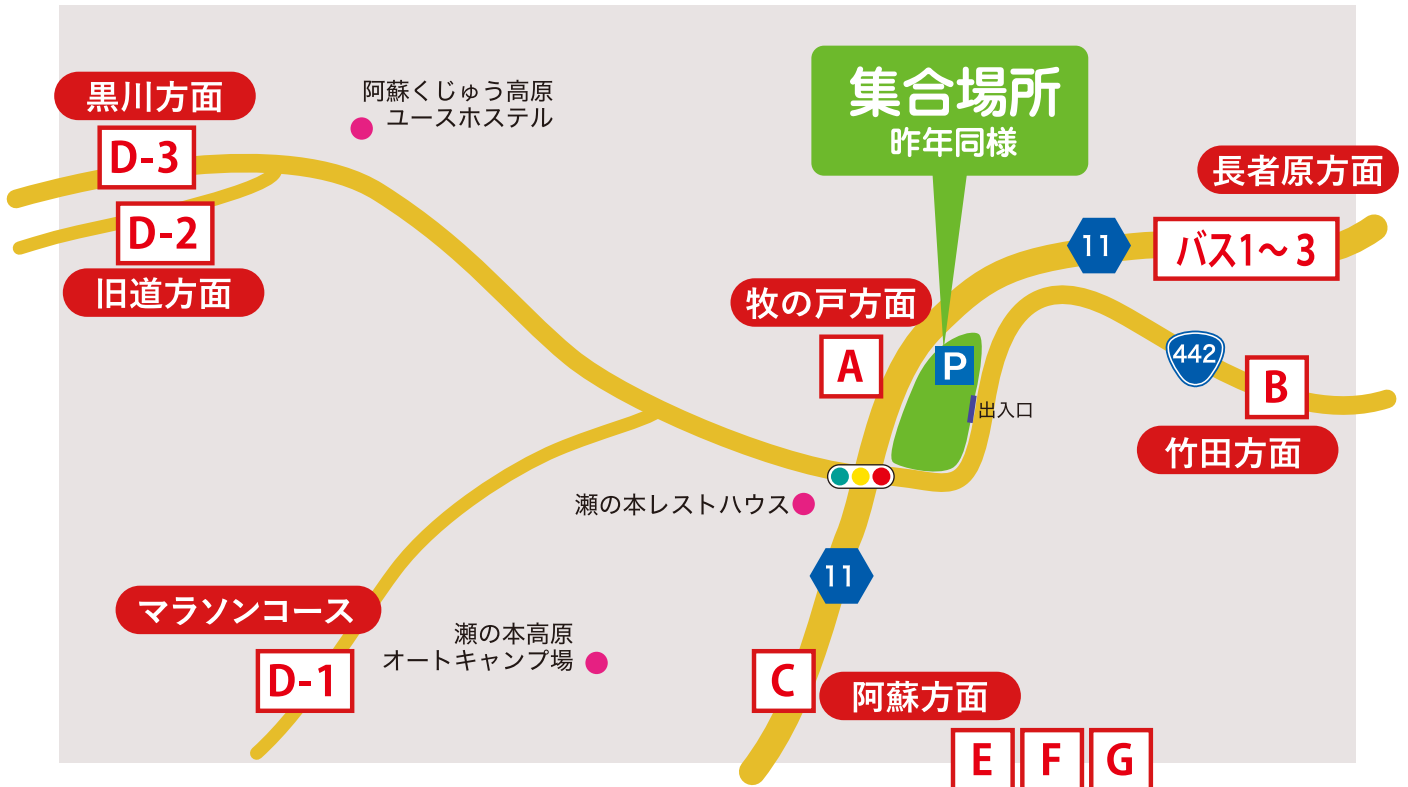 黒川方面
D-3
D-2
旧道方面
阿蘇くじゅう高原
ユースホステル
集合場所
昨年同様
長者原方面
11
バス1〜3
牧の戸方面
A
P
出入口
442
B
竹田方面
瀬の本レストハウス
11
マラソンコース
D-1
瀬の本高原
オートキャンプ場
C
阿蘇方面
E
F
G